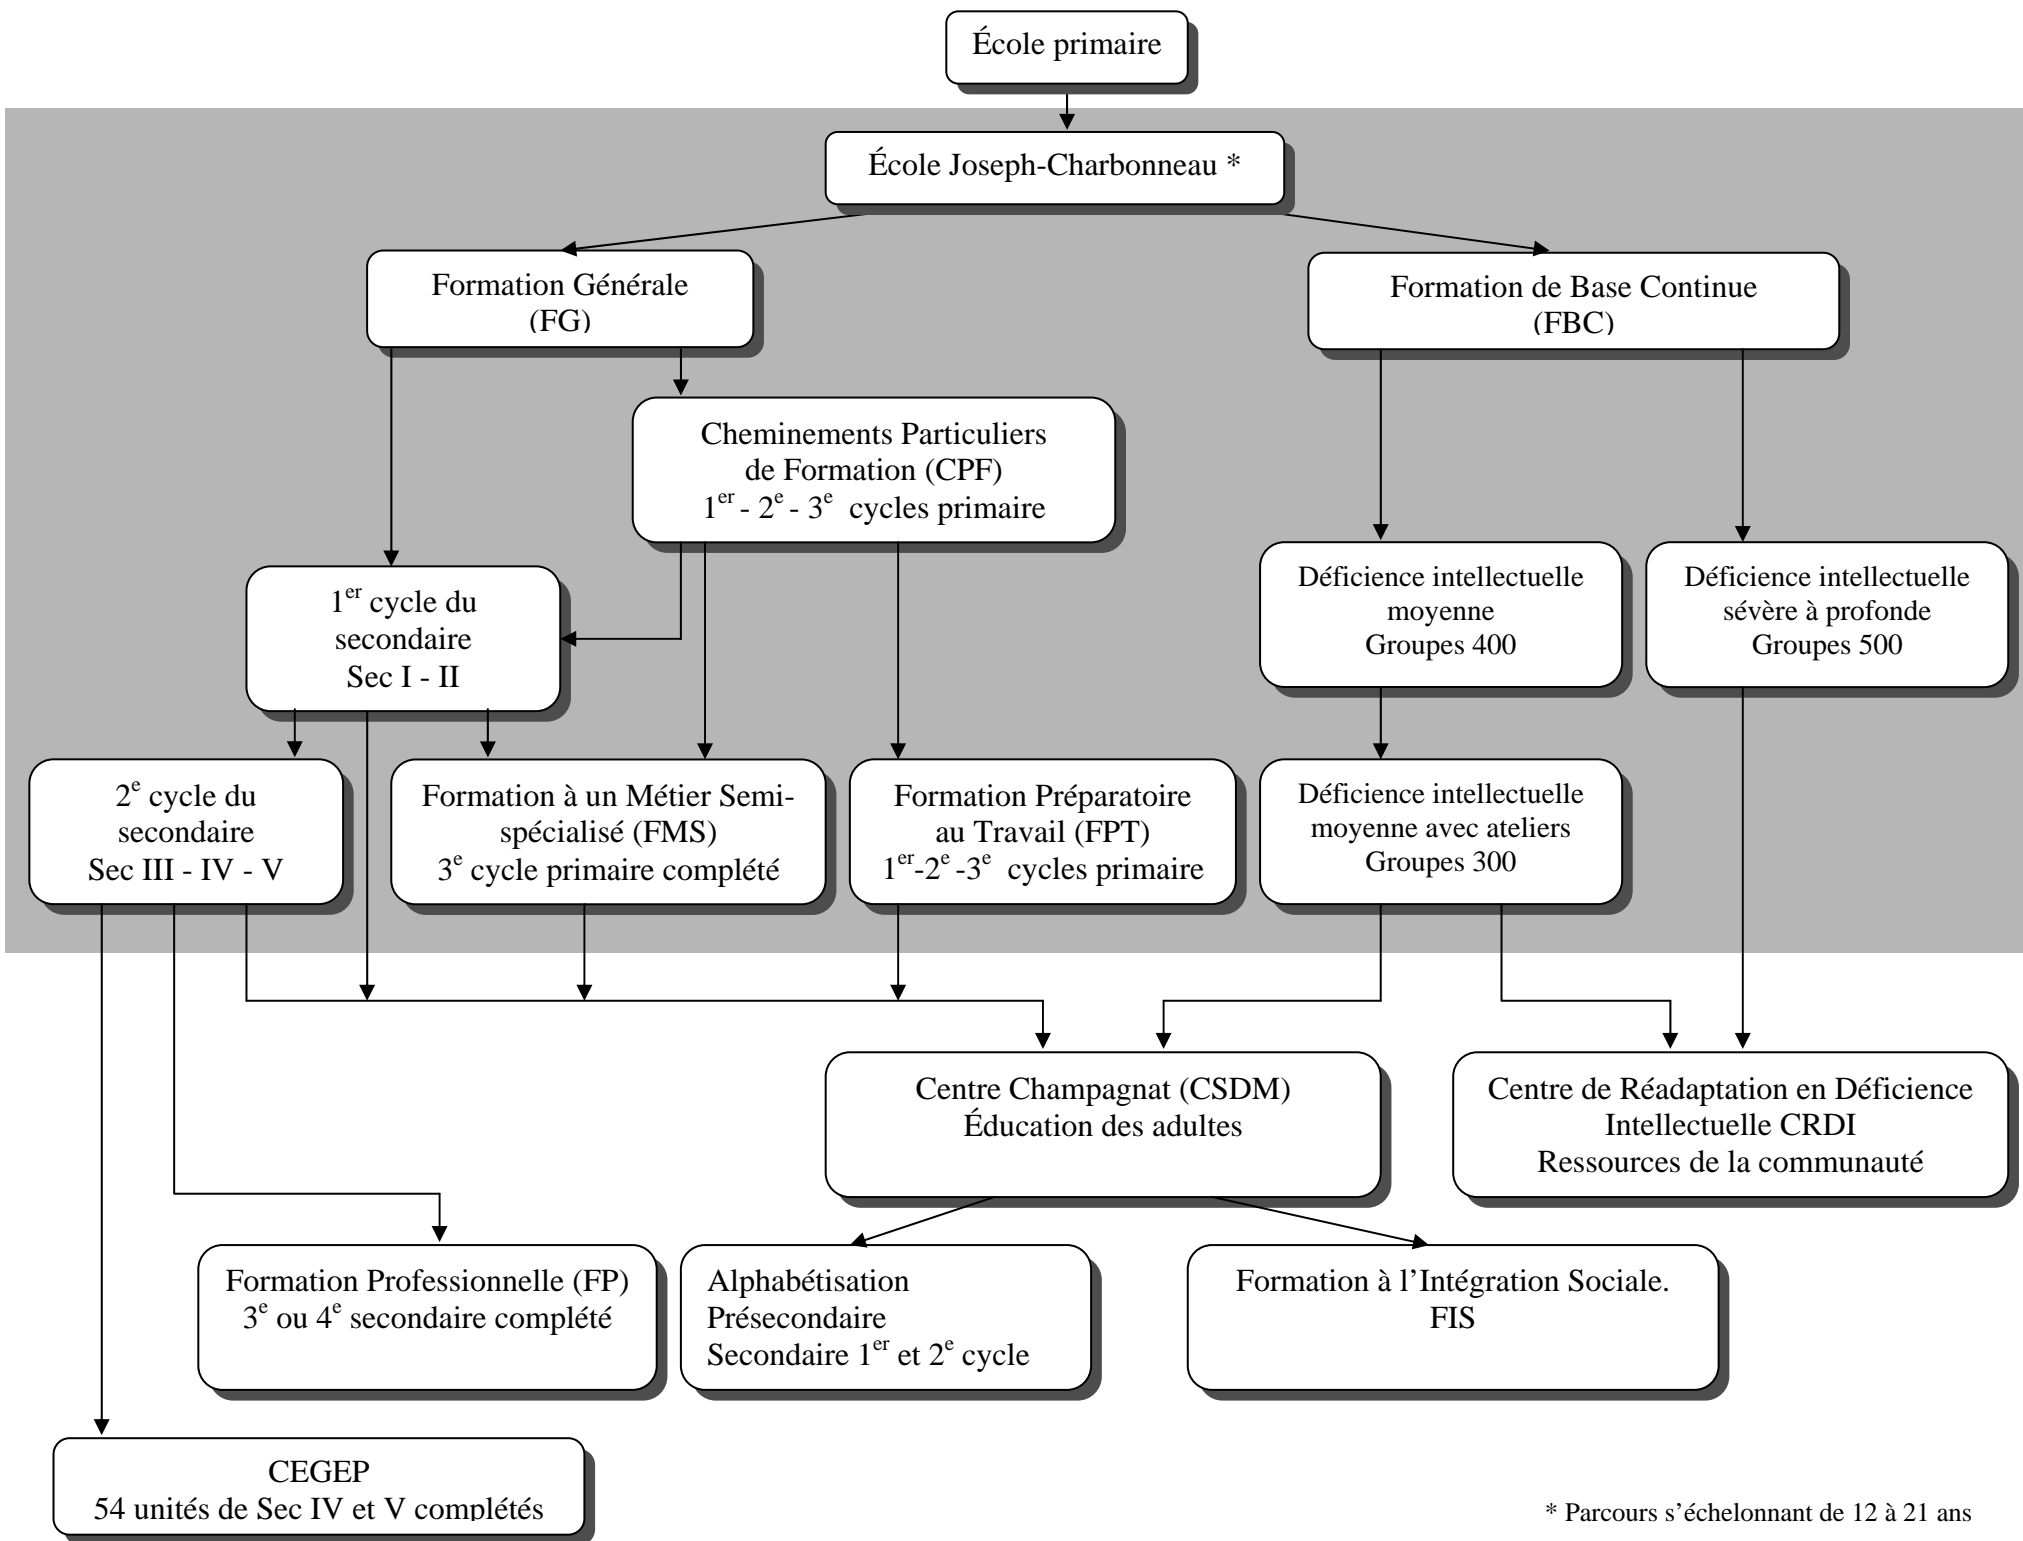 École primaire
École Joseph-Charbonneau *
Formation Générale
(FG)
Formation de Base Continue
(FBC)
Cheminements Particuliers
de Formation (CPF)
1er - 2e - 3e cycles primaire
1er cycle du
secondaire
Sec I - II
Déficience intellectuelle
moyenne
Groupes 400
Déficience intellectuelle
sévère à profonde
Groupes 500
2e cycle du
secondaire
Sec III - IV - V
Formation à un Métier Semi-
spécialisé (FMS)
3e cycle primaire complété
Formation Préparatoire
au Travail (FPT)
1er-2e-3e cycles primaire
Déficience intellectuelle
moyenne avec ateliers
Groupes 300
Centre Champagnat (CSDM)
Éducation des adultes
Centre de Réadaptation en Déficience
Intellectuelle CRDI
Ressources de la communauté
Formation Professionnelle (FP)
3e ou 4e secondaire complété
Alphabétisation
Présecondaire
Secondaire 1er et 2e cycle
Formation à l’Intégration Sociale.
FIS
CEGEP
54 unités de Sec IV et V complétés
* Parcours s’échelonnant de 12 à 21 ans